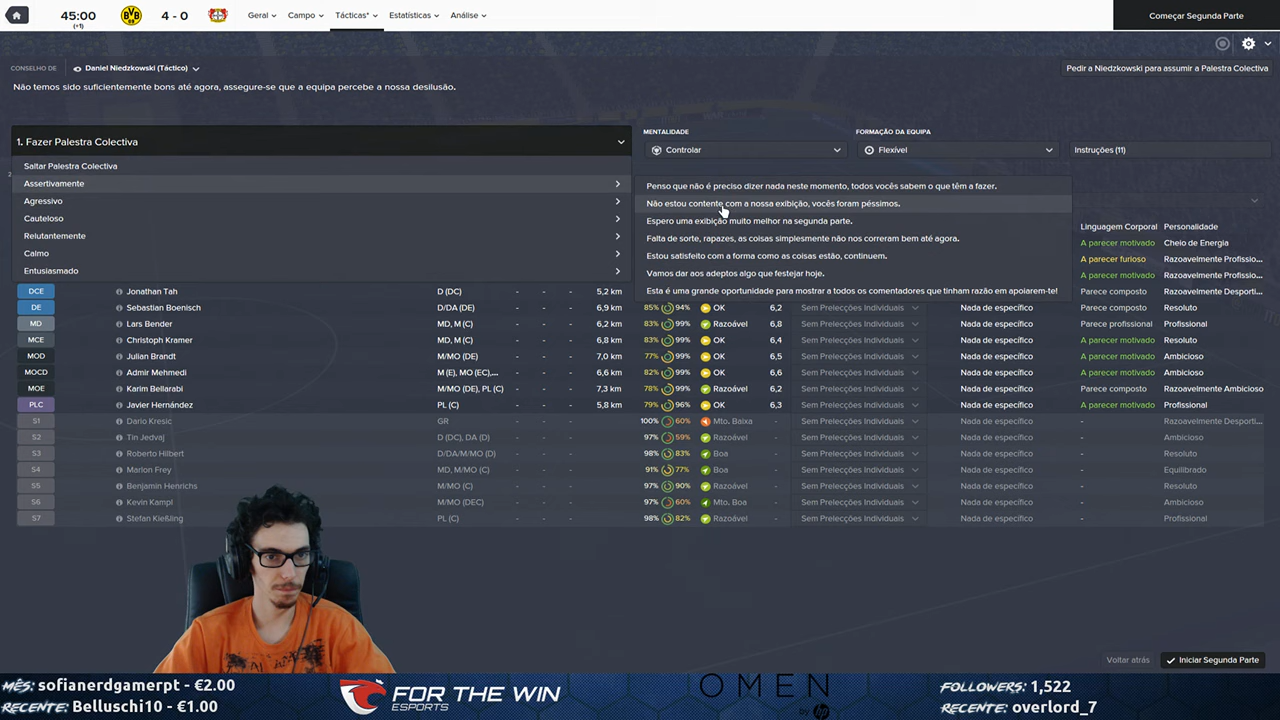 45:00
(+1)
BVB
09
4 - 0
Geral
Campo
Tácticas*
Estatísticas
Análise
Começar Segunda Parte
CONSELHO DE
Daniel Niedzkowski (Táctico)
Pedir a Niedzkowski para assumir a Palestra Colectiva
Não temos sido suficientemente bons até agora, assegure-se que a equipa percebe a nossa desilusão.
1. Fazer Palestra Colectiva
MENTALIDADE
Controlar
FORMAÇÃO DA EQUIPA
Flexível
Instruções (11)
Saltar Palestra Colectiva
Assertivamente
Agressivo
Cauteloso
Relutantemente
Calmo
Entusiasmado
Penso que não é preciso dizer nada neste momento, todos vocês sabem o que têm a fazer.
Não estou contente com a nossa exibição, vocês foram péssimos.
Espero uma exibição muito melhor na segunda parte.
Falta de sorte, rapazes, as coisas simplesmente não nos correram bem até agora.
Estou satisfeito com a forma como as coisas estão, continuem.
Vamos dar aos adeptos algo que festejar hoje.
Esta é uma grande oportunidade para mostrar a todos os comentadores que tinham razão em apoiarem-te!
Linguagem Corporal Personalidade
A parecer motivado Cheio de Energia
A parecer furioso Razoavelmente Profissio...
A parecer motivado Razoavelmente Profissio...
DCE Jonathan Tah D (DC) - - - 5,2 km Parece composto Razoavelmente Desporti...
DE Sebastian Boenisch D/DA (DE) - - - 6,9 km 85% 94% OK 6,2 Sem Prelecções Individuais Nada de específico Parece composto Resoluto
MD Lars Bender MD, M (C) - - - 6,2 km 83% 99% Razoável 6,8 Sem Prelecções Individuais Nada de específico Parece profissional Profissional
MCE Christoph Kramer MD, M (C) - - - 6,8 km 83% 99% OK 6,4 Sem Prelecções Individuais Nada de específico A parecer motivado Resoluto
MOD Julian Brandt M/MO (DE) - - - 7,0 km 77% 99% OK 6,5 Sem Prelecções Individuais Nada de específico A parecer motivado Ambicioso
MOCD Admir Mehmedi M (E), MO (EC),... - - - 6,6 km 82% 99% OK 6,6 Sem Prelecções Individuais Nada de específico A parecer motivado Ambicioso
MOE Karim Bellarabi M/MO (DE), PL (C) - - - 7,3 km 78% 99% Razoável 6,2 Sem Prelecções Individuais Nada de específico Parece composto Razoavelmente Ambicioso
PLC Javier Hernández PL (C) - - - 5,8 km 79% 96% OK 6,3 Sem Prelecções Individuais Nada de específico A parecer motivado Profissional
S1 Dario Kresic GR - - - 100% 60% Mto. Baixa Sem Prelecções Individuais Nada de específico - Razoavelmente Desporti...
S2 Tin Jedvaj D (DC), DA (D) - - - 97% 59% Razoável Sem Prelecções Individuais Nada de específico - Ambicioso
S3 Roberto Hilbert D/DA/M/MO (D) - - - 98% 83% Boa Sem Prelecções Individuais Nada de específico - Resoluto
S4 Marlon Frey MD, M/MO (C) - - - 91% 77% Boa Sem Prelecções Individuais Nada de específico - Equilibrado
S5 Benjamin Henrichs M/MO (C) - - - 97% 90% Razoável Sem Prelecções Individuais Nada de específico - Resoluto
S6 Kevin Kampl M/MO (DEC) - - - 97% 60% Mto. Boa Sem Prelecções Individuais Nada de específico - Ambicioso
S7 Stefan Kießling PL (C) - - - 98% 82% Razoável Sem Prelecções Individuais Nada de específico - Profissional
Voltar atrás
Iniciar Segunda Parte
MÊS: sofianerdgamerpt - €2.00
RECENTE: Belluschi10 - €1.00
FOR THE WIN
ESPORTS
OMEN
by hp
FOLLOWERS: 1,522
RECENTE: overlord_7